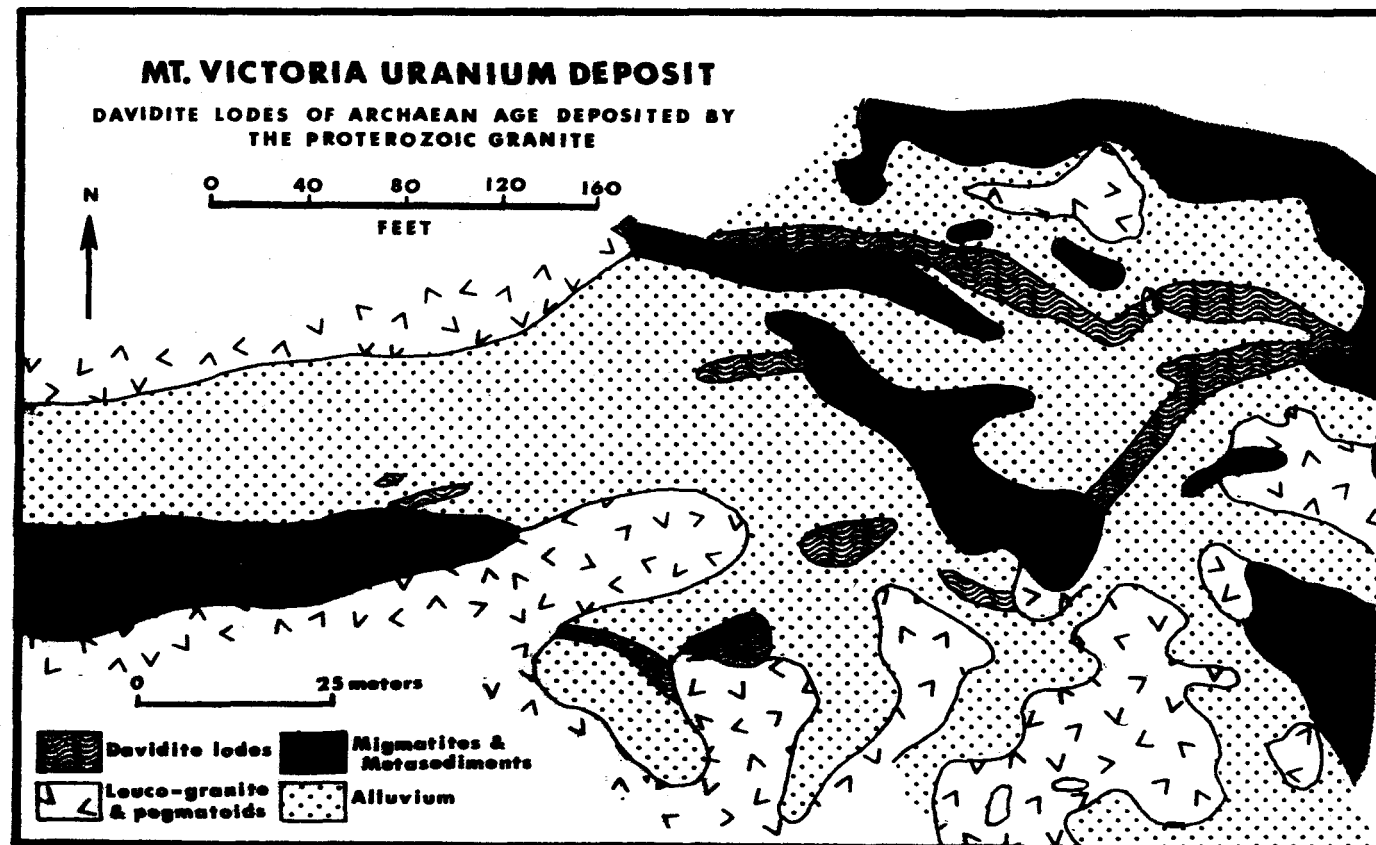 MT. VICTORIA URANIUM DEPOSIT
DAVIDITE LODES OF ARCHAEAN AGE DEPOSITED BY
THE PROTEROZOIC GRANITE
N
0 40 80 120 160
FEET
0 25 meters
Davidite lodes
Migmatites &
Metasediments
Leuco-granite
& pegmatoids
Alluvium